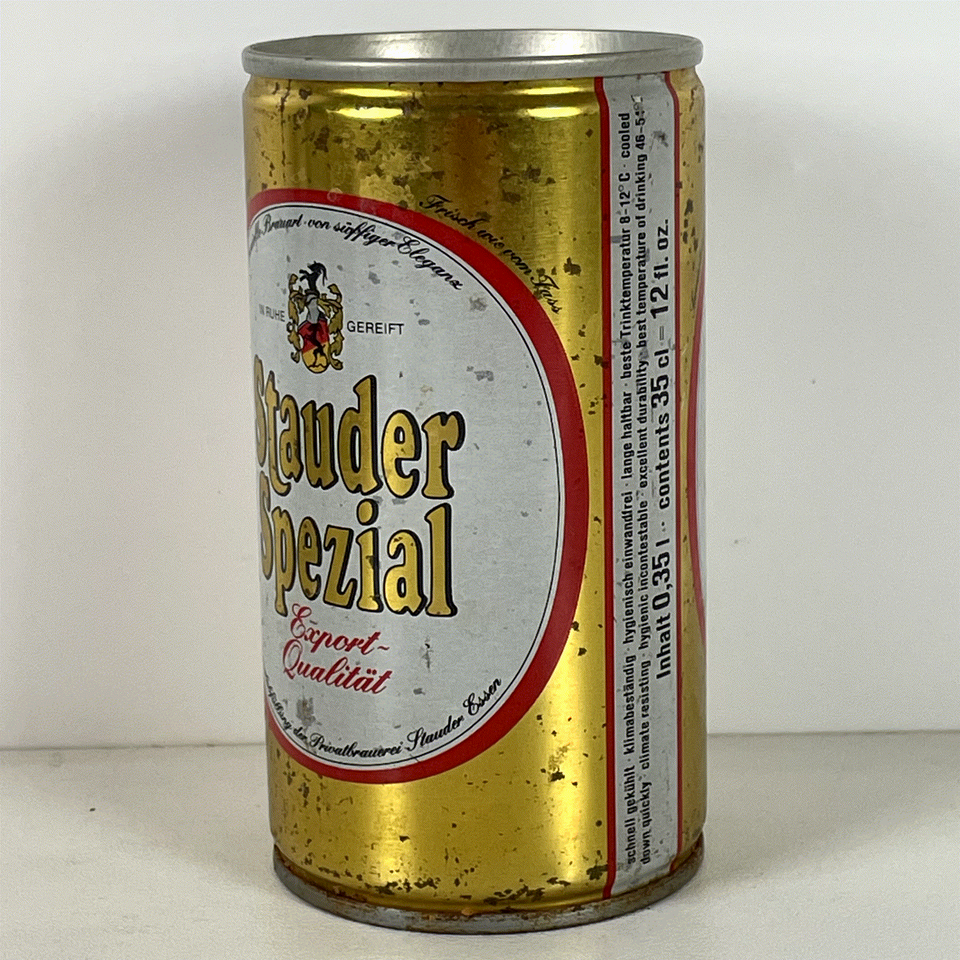 Brauart · von süffiger Eleganz
Frisch wie vom Fass
IN RUHE GEREIFT
Stauder
Spezial
Export-
Qualität
der Privatbrauerei Stauder Essen
schnell gekühlt · klimabeständig · hygienisch einwandfrei · lange haltbar · beste Trinktemperatur 8-12° C · cooled
down quickly · climate resisting · hygienic incontestable · excellent durability · best temperature of drinking 46-54°
Inhalt 0,35 l · contents 35 cl = 12 fl. oz.